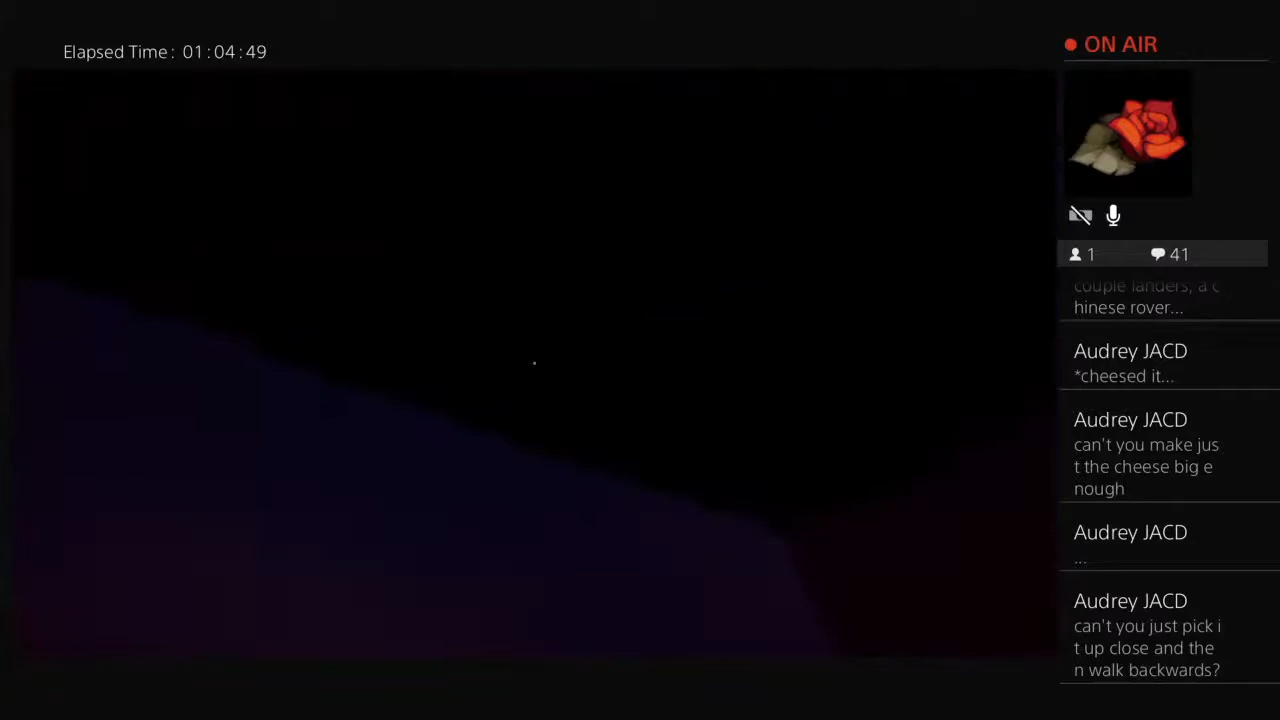 Elapsed Time: 01:04:49
ON AIR
1
41
couple landers, a c
hinese rover...
Audrey JACD
*cheesed it...
Audrey JACD
can't you make jus
t the cheese big e
nough
Audrey JACD
...
Audrey JACD
can't you just pick i
t up close and the
n walk backwards?